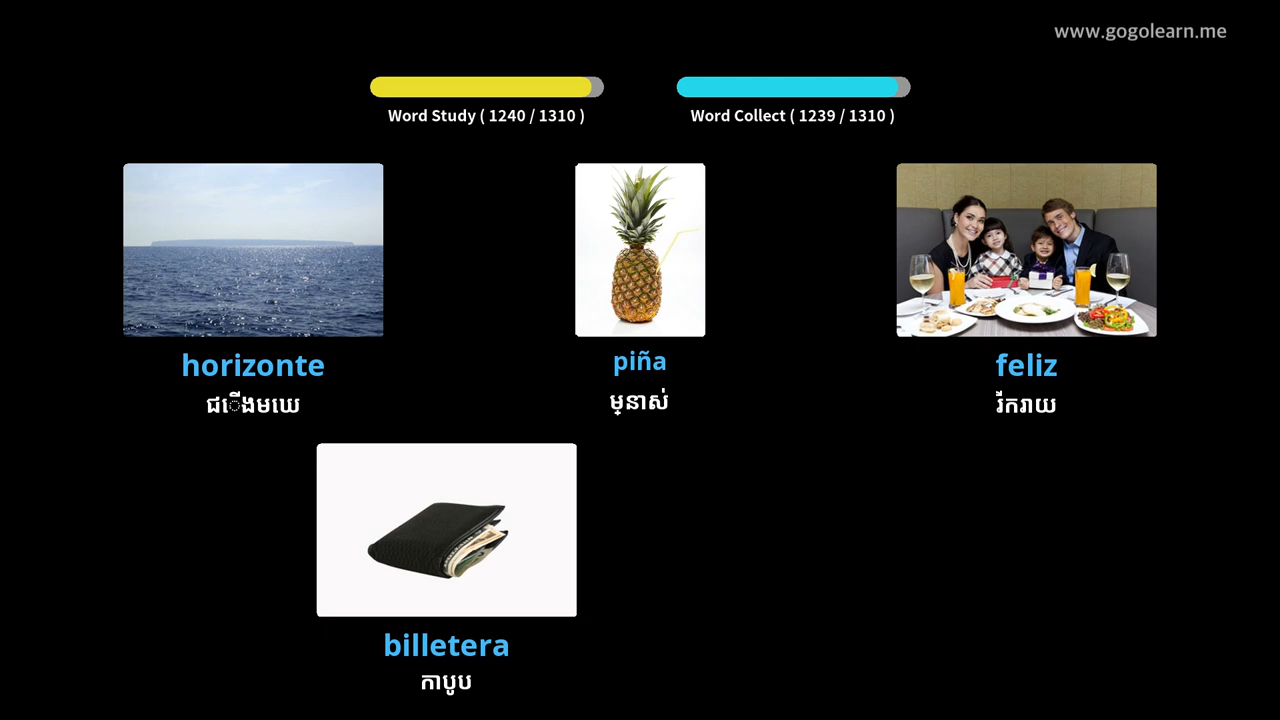 www.gogolearn.me
Word Study ( 1240 / 1310 )
Word Collect ( 1239 / 1310 )
horizonte
ជើងមឃេ
piña
ម្នាស់
feliz
រីករាយ
billetera
កាបូប